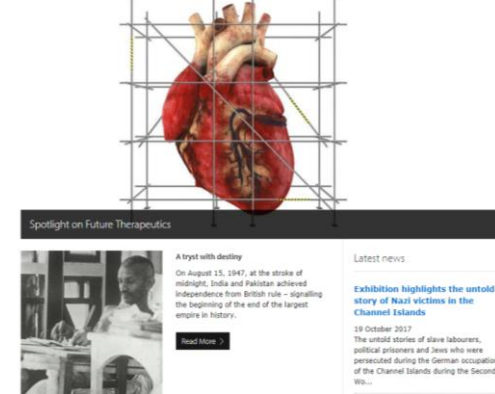 Spotlight on Future Therapeutics
A tryst with destiny
On August 15, 1947, at the stroke of
midnight, India and Pakistan achieved
independence from British rule – signalling
the beginning of the end of the largest
empire in history.
Read More
Latest news
Exhibition highlights the untold
story of Nazi victims in the
Channel Islands
19 October 2017
The untold stories of slave labourers,
political prisoners and Jews who were
persecuted during the German occupatio
of the Channel Islands during the Second
Wo...